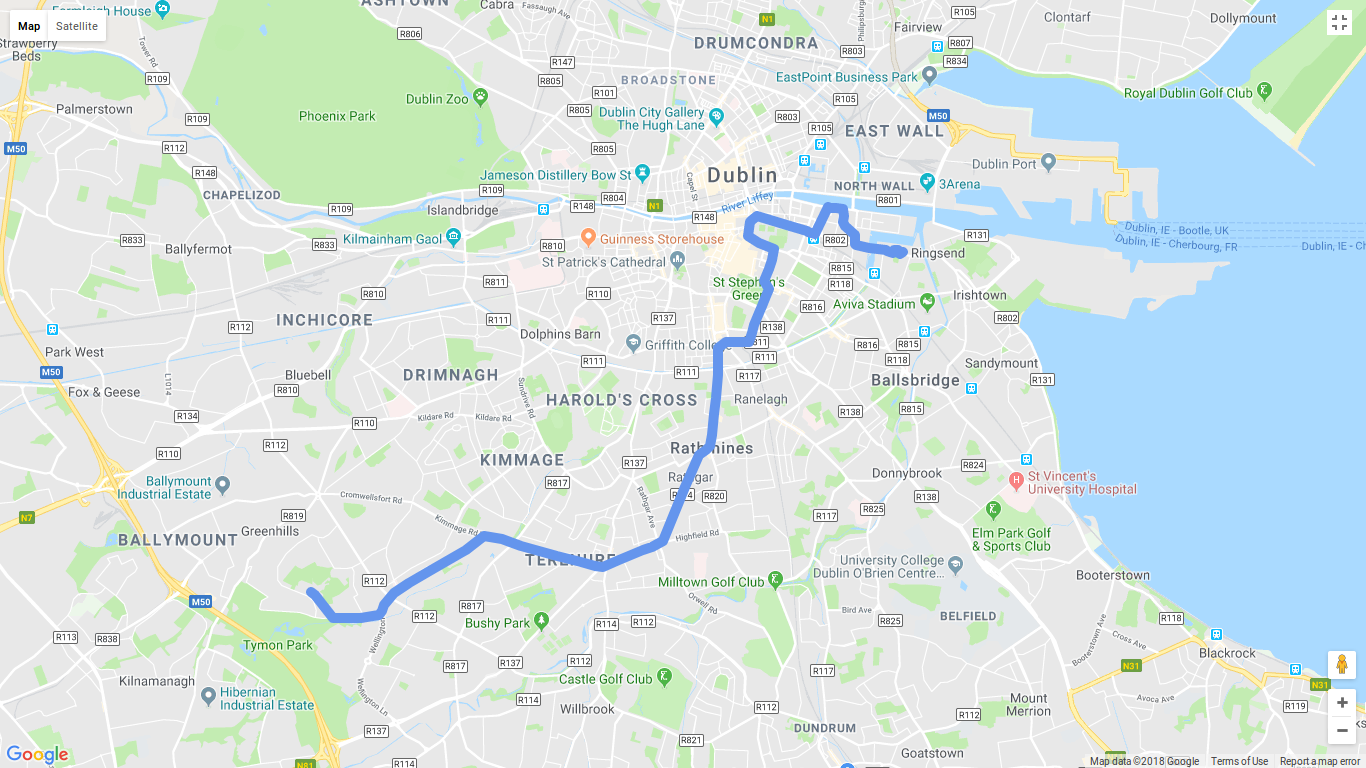 Map
Satellite
Farmleigh House
ASHTOWN
Cabra
Fassaugh Ave
N1
R105
Clontarf
Dollymount
Strawberry
Beds
Tower Rd
R806
DRUMCONDRA
R803
Philipsburg
Fairview
R807
R147
R834
R109
BROADSTONE
R805
EastPoint Business Park
Palmerstown
Dublin Zoo
R101
R105
Royal Dublin Golf Club
R109
Phoenix Park
R805
Dublin City Gallery
The Hugh Lane
R803
M50
R105
EAST WALL
M50
R112
R805
R148
Jameson Distillery Bow St
Dublin
Dublin Port
CHAPELIZOD
R109
Capel St
NORTH WALL
3Arena
R109
R804
River Liffey
R801
Islandbridge
R148
N1
R148
Dublin, IE - Bootle, UK
R833
Kilmainham Gaol
Guinness Storehouse
R802
R131
Dublin, IE - Cherbourg, FR
Dublin, IE - C
Ballyfermot
R833
R810
St Patrick's Cathedral
Ringsend
R811
R815
St Stephen's
Green
R118
R810
R110
R816
Aviva Stadium
Irishtown
INCHICORE
R111
R137
R138
R802
R112
Dolphins Barn
Griffith College
R811
R816
R815
Park West
R111
R111
R118
Sandymount
M50
Bluebell
DRIMNAGH
R111
R117
Ballsbridge
R131
Fox & Geese
L1014
R810
Sundrive Rd
HAROLD'S CROSS
Ranelagh
R134
Kildare Rd
Kildare Rd
R138
R815
R110
R112
Rathmines
R110
KIMMAGE
R137
R824
Ballymount
Industrial Estate
R817
Rathgar
Donnybrook
St Vincent's
University Hospital
Cromwellsfort Rd
R820
R138
N7
R819
Kimmage Rd
Rathgar Ave
R117
R825
Greenhills
Highfield Rd
Elm Park Golf
& Sports Club
BALLYMOUNT
TERENURE
University College
Dublin O'Brien Centre...
R112
Milltown Golf Club
Booterstown
M50
R817
Orwell Rd
Bird Ave
BELFIELD
R112
Bushy Park
R114
R112
R825
R118
R113
R838
Wellington
Tymon Park
Booterstown Ave
Cross Ave
R817
R137
R112
R117
N31
Blackrock
Kilnamanagh
Castle Golf Club
N31
Hibernian
Industrial Estate
Wellington Ln
R114
Willbrook
R112
Mount
Merrion
Avoca Ave
R119
R112
R137
DUNDRUM
R821
Goatstown
N81
R114
Google
Map data ©2018 Google
Terms of Use
Report a map error